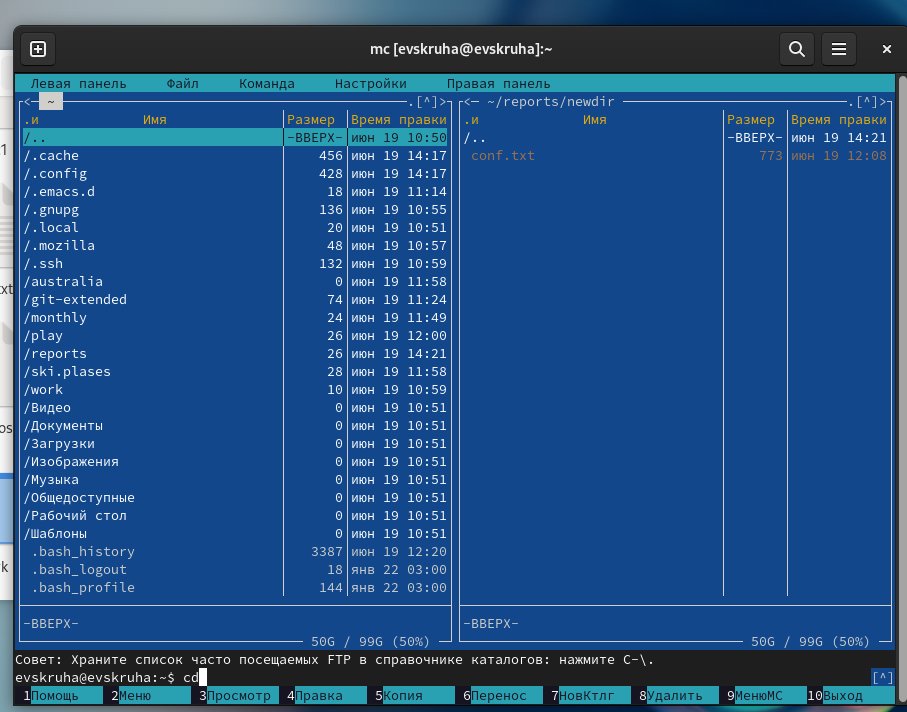 mc [evskruha@evskruha]:~
Левая панель Файл Команда Настройки Правая панель
<─ ~ .[^]> <─ ~/reports/newdir .[^]>
.и Имя Размер Время правки .и Имя Размер Время правки
/.. -ВВЕРХ- июн 19 10:50 /.. -ВВЕРХ- июн 19 14:21
/.cache 456 июн 19 14:17 conf.txt 773 июн 19 12:08
/.config 428 июн 19 14:17
/.emacs.d 18 июн 19 11:14
/.gnupg 136 июн 19 10:55
/.local 20 июн 19 10:51
/.mozilla 48 июн 19 10:57
/.ssh 132 июн 19 10:59
/australia 0 июн 19 11:58
/git-extended 74 июн 19 11:24
/monthly 24 июн 19 11:49
/play 26 июн 19 12:00
/reports 26 июн 19 14:21
/ski.plases 28 июн 19 11:58
/work 10 июн 19 10:59
/Видео 0 июн 19 10:51
/Документы 0 июн 19 10:51
/Загрузки 0 июн 19 10:51
/Изображения 0 июн 19 10:51
/Музыка 0 июн 19 10:51
/Общедоступные 0 июн 19 10:51
/Рабочий стол 0 июн 19 10:51
/Шаблоны 0 июн 19 10:51
.bash_history 3387 июн 19 12:20
.bash_logout 18 янв 22 03:00
.bash_profile 144 янв 22 03:00
-ВВЕРХ- -ВВЕРХ-
50G / 99G (50%) 50G / 99G (50%)
Совет: Храните список часто посещаемых FTP в справочнике каталогов: нажмите C-\.
evskruha@evskruha:~$ cd [^]
1Помощь 2Меню 3Просмотр 4Правка 5Копия 6Перенос 7НовКтлг 8Удалить 9МенюМС 10Выход